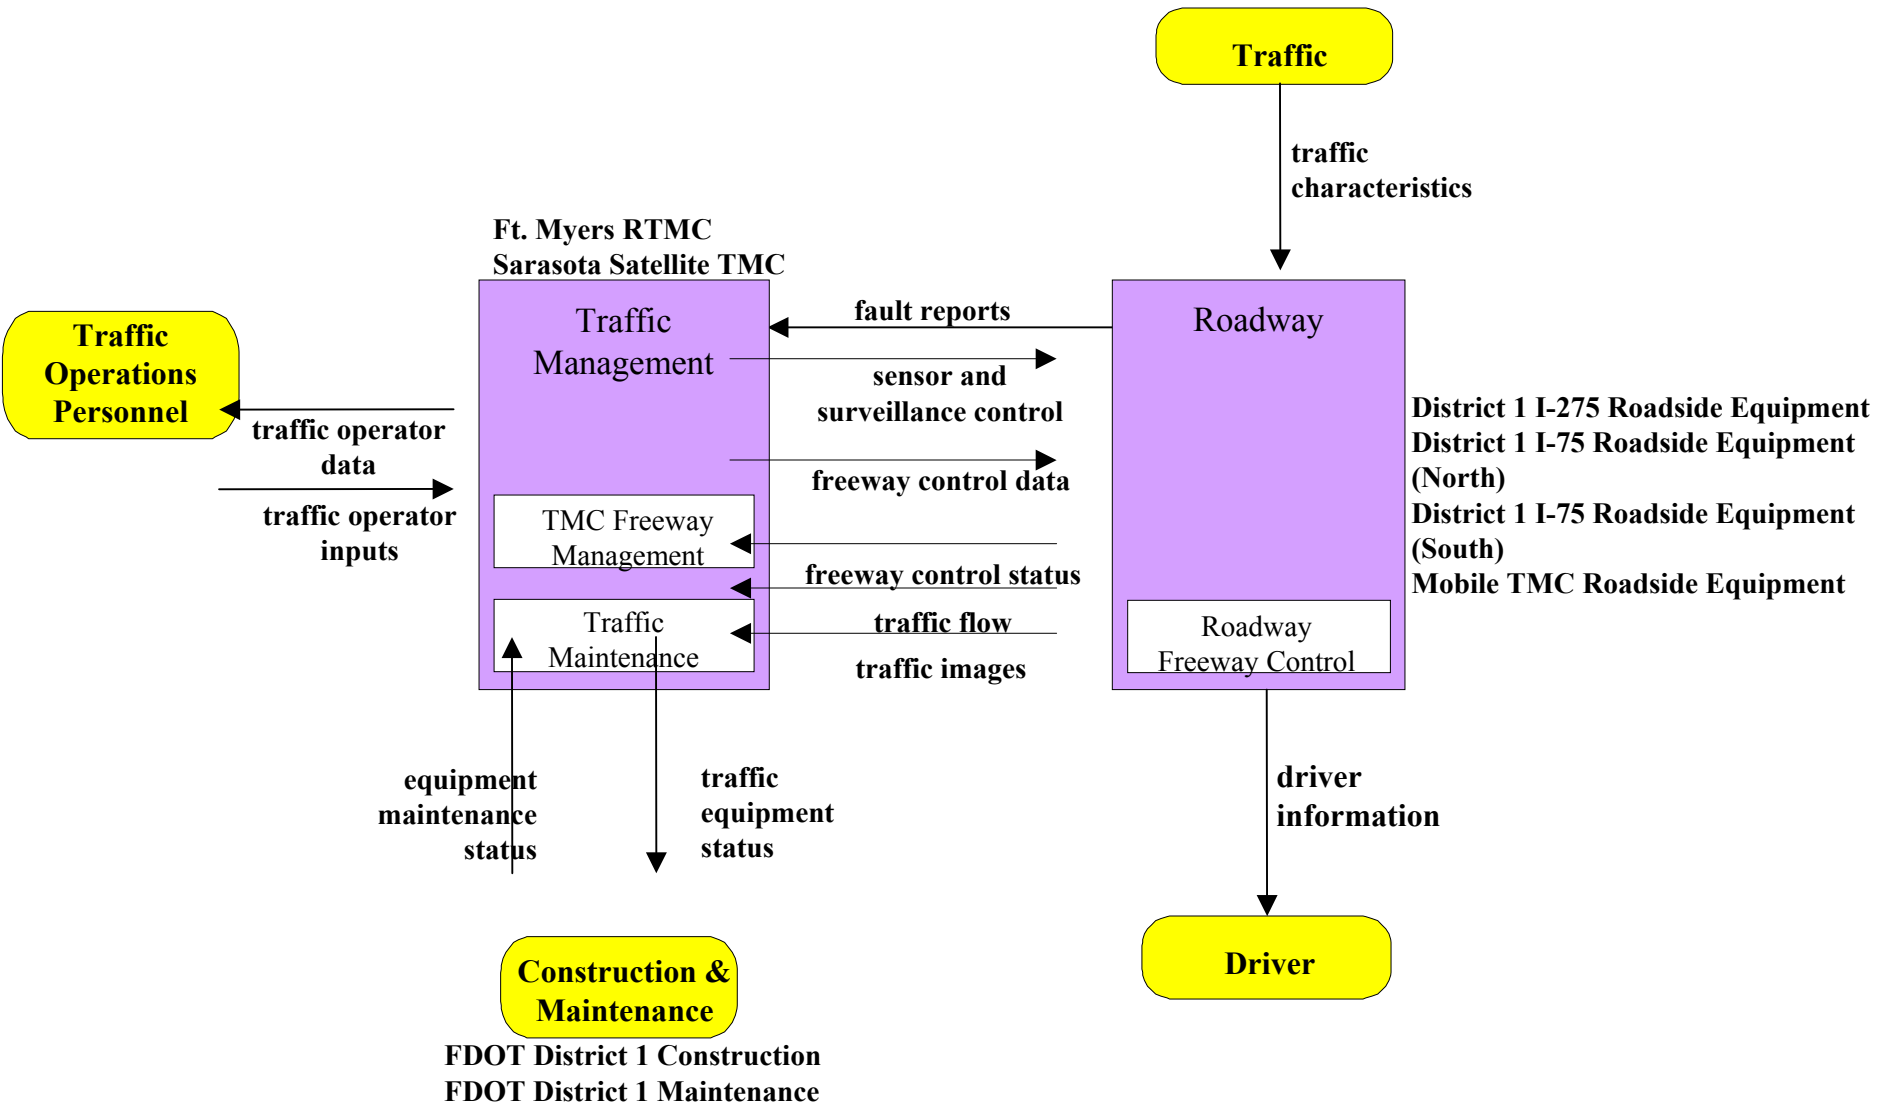 Traffic
traffic
characteristics
Ft. Myers RTMC
Sarasota Satellite TMC
Traffic
Management
fault reports
Roadway
Traffic
Operations
Personnel
sensor and
surveillance control
traffic operator
data
freeway control data
traffic operator
inputs
District 1 I-275 Roadside Equipment
District 1 I-75 Roadside Equipment
(North)
District 1 I-75 Roadside Equipment
(South)
Mobile TMC Roadside Equipment
TMC Freeway
Management
freeway control status
Traffic
Maintenance
traffic flow
traffic images
Roadway
Freeway Control
equipment
maintenance
status
traffic
equipment
status
driver
information
Construction &
Maintenance
FDOT District 1 Construction
FDOT District 1 Maintenance
Driver